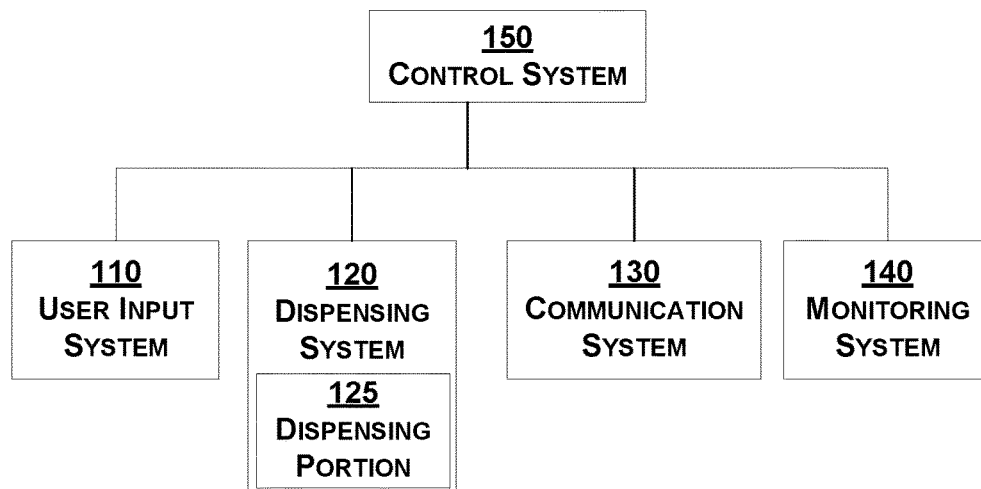 150
CONTROL SYSTEM
110
USER INPUT
SYSTEM
120
DISPENSING
SYSTEM
125
DISPENSING
PORTION
130
COMMUNICATION
SYSTEM
140
MONITORING
SYSTEM